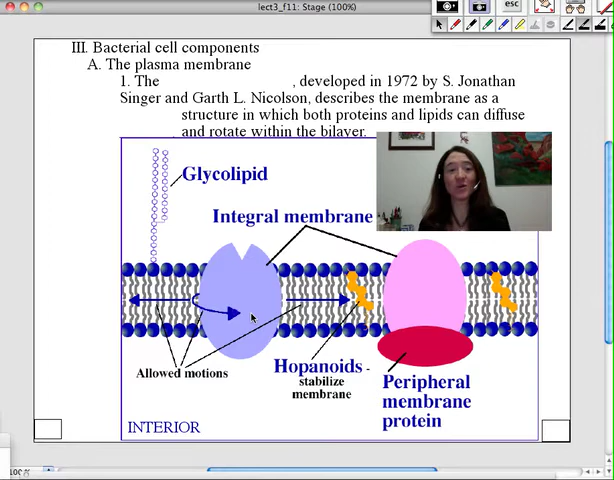 lect3_f11: Stage (100%)
esc
III. Bacterial cell components
A. The plasma membrane
1. The , developed in 1972 by S. Jonathan
Singer and Garth L. Nicolson, describes the membrane as a
structure in which both proteins and lipids can diffuse
and rotate within the bilayer.
Glycolipid
Integral membrane
Allowed motions
Hopanoids -
stabilize
membrane
Peripheral
membrane
protein
INTERIOR